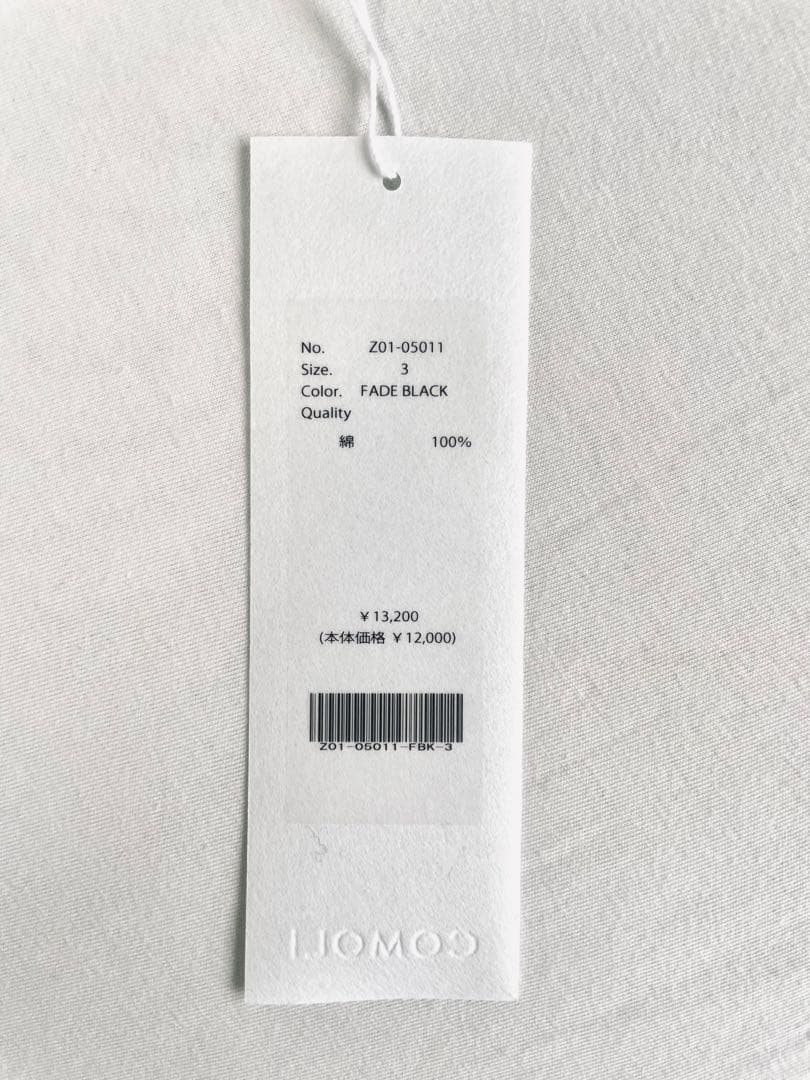 No. Z01-05011
Size. 3
Color. FADE BLACK
Quality
綿 100%
¥13,200
(本体価格 ¥12,000)
Z01-05011-FBK-3
COMOLI